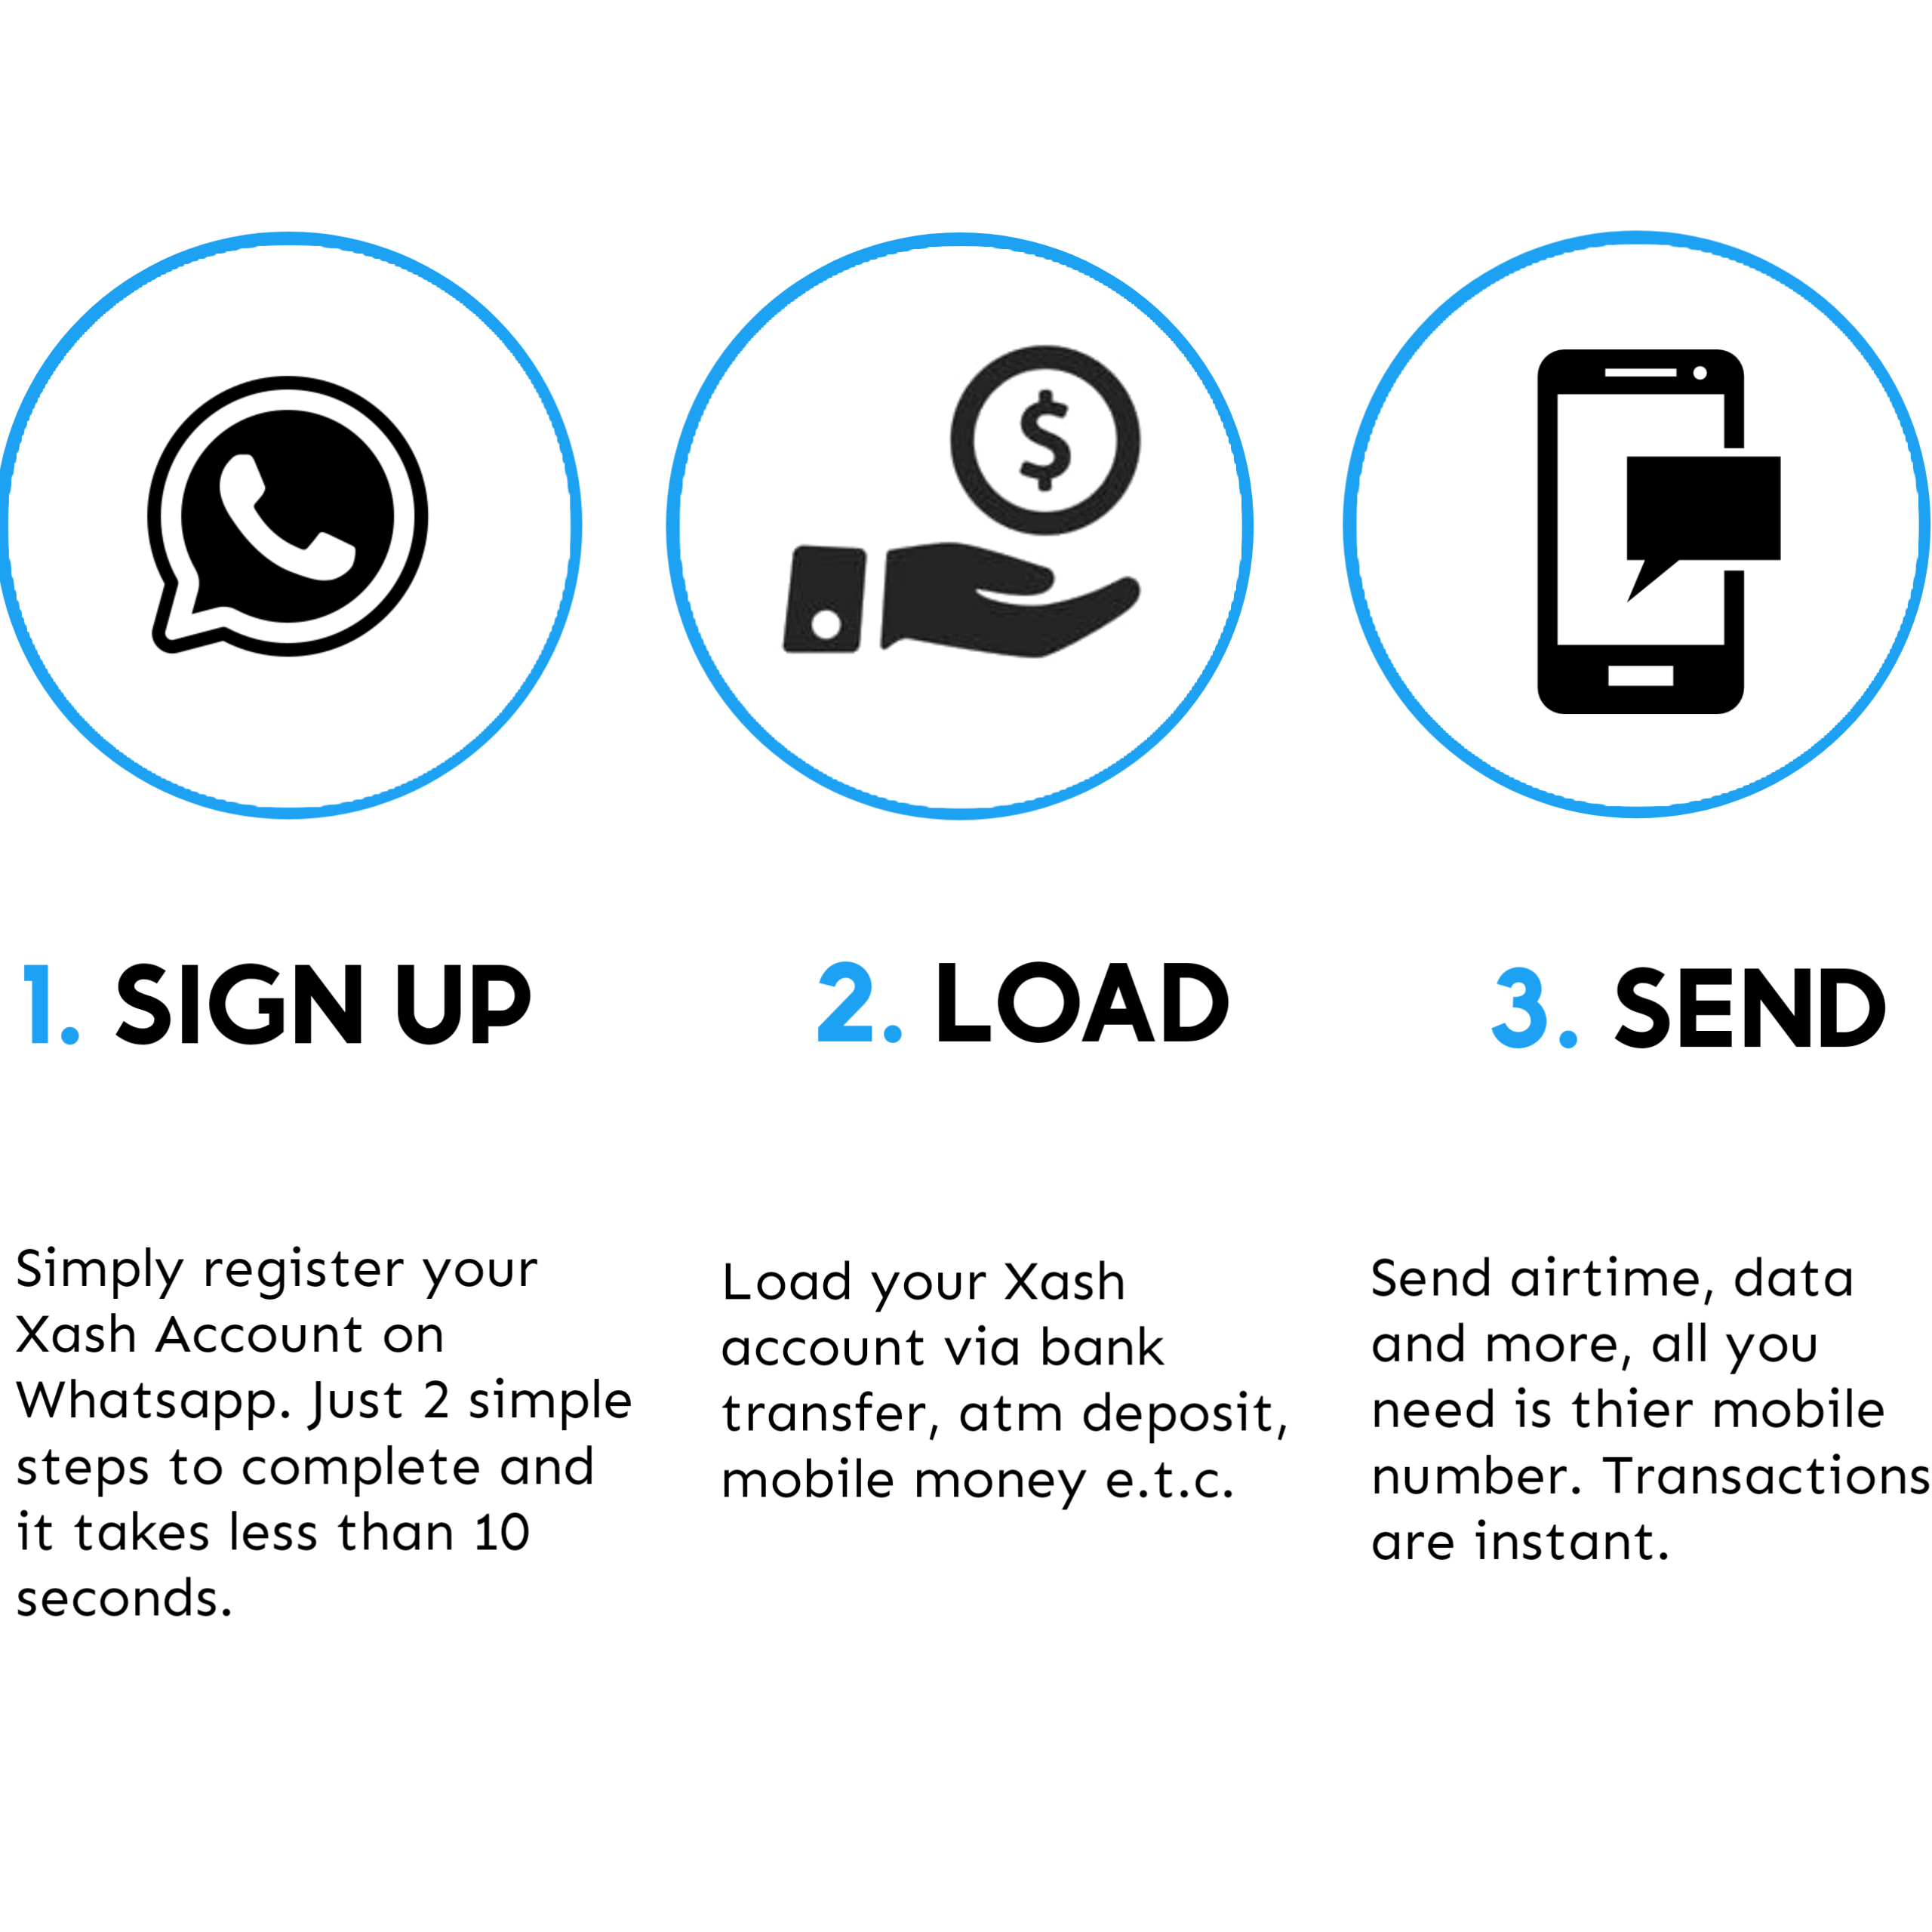 1. SIGN UP
Simply register your
Xash Account on
Whatsapp. Just 2 simple
steps to complete and
it takes less than 10
seconds.
2. LOAD
Load your Xash
account via bank
transfer, atm deposit,
mobile money e.t.c.
3. SEND
Send airtime, data
and more, all you
need is thier mobile
number. Transactions
are instant.